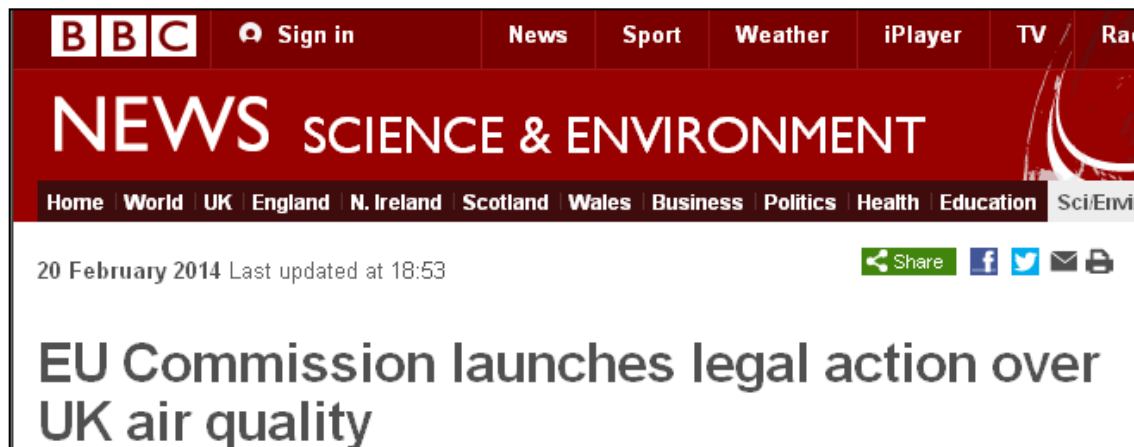 BBC Sign in News Sport Weather iPlayer TV
NEWS SCIENCE & ENVIRONMENT
Home World UK England N. Ireland Scotland Wales Business Politics Health Education
20 February 2014 Last updated at 18:53 Share
EU Commission launches legal action over
UK air quality